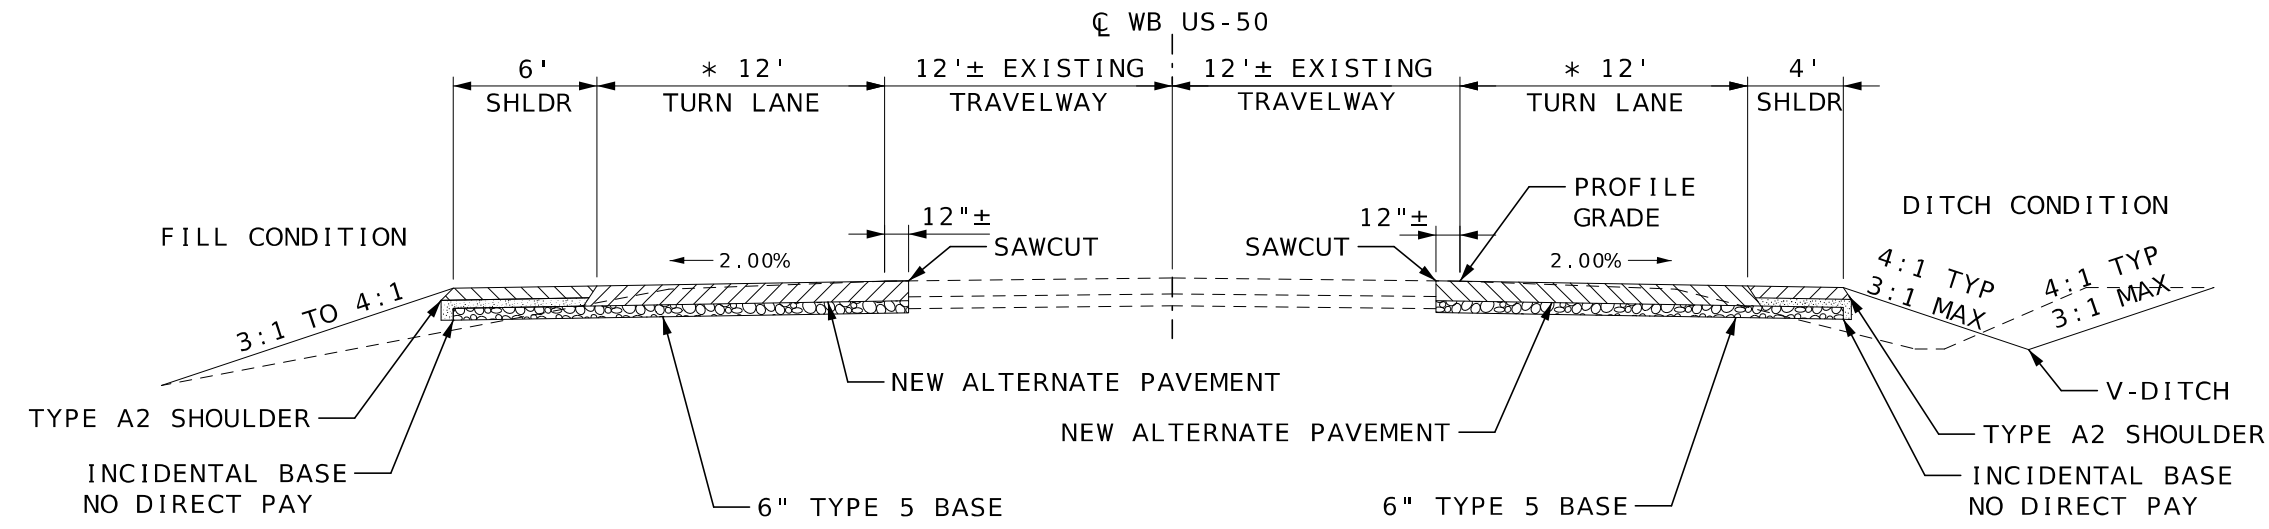 ℄ WB US-50
6'
* 12'
12'± EXISTING
12'± EXISTING
* 12'
4'
SHLDR
TURN LANE
TRAVELWAY
TRAVELWAY
TURN LANE
SHLDR
PROFILE
GRADE
12"±
12"±
DITCH CONDITION
FILL CONDITION
SAWCUT
SAWCUT
2.00%
2.00%
4:1 TYP
3:1 MAX
4:1 TYP
3:1 MAX
3:1 TO 4:1
NEW ALTERNATE PAVEMENT
V-DITCH
TYPE A2 SHOULDER
NEW ALTERNATE PAVEMENT
TYPE A2 SHOULDER
INCIDENTAL BASE
NO DIRECT PAY
INCIDENTAL BASE
NO DIRECT PAY
6" TYPE 5 BASE
6" TYPE 5 BASE